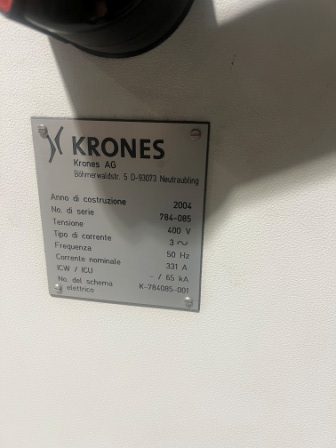 KRONES
Krones AG
Böhmerwaldstr. 5 D-93073 Neutraubling
Anno di costruzione 2004
No. di serie 784-085
Tensione 400 V
Tipo di corrente 3 ~
Frequenza 50 Hz
Corrente nominale 331 A
ICW / ICU - / 65 kA
No. del schema K-784085-001
elettrico